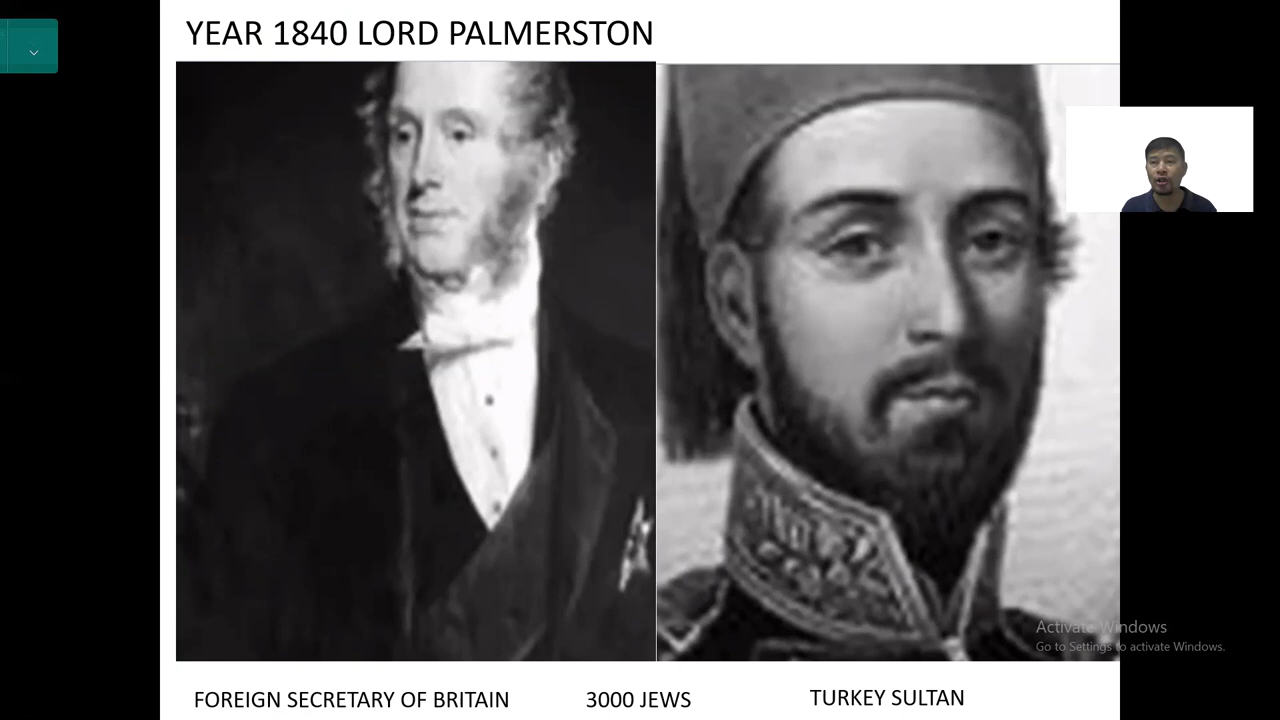 YEAR 1840 LORD PALMERSTON
Activate Windows
Go to Settings to activate Windows.
FOREIGN SECRETARY OF BRITAIN
3000 JEWS
TURKEY SULTAN